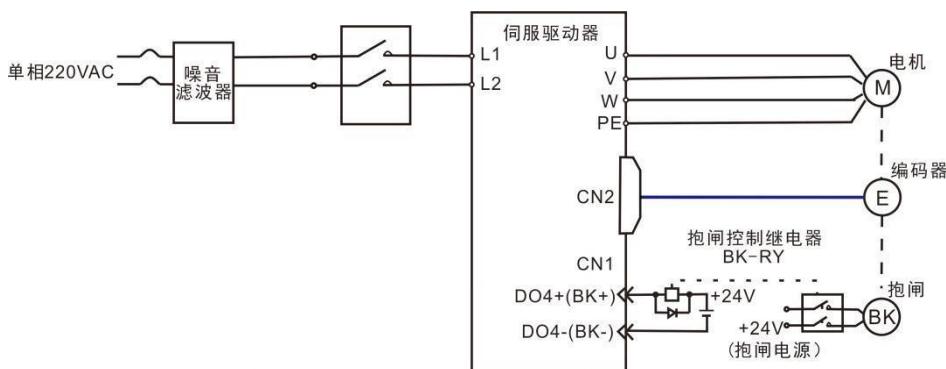 单相220VAC
噪音
滤波器
伺服驱动器
L1
L2
U
V
W
PE
电机
M
CN2
编码器
E
抱闸控制继电器
BK-RY
CN1
DO4+(BK+)
+24V
DO4-(BK-)
+24V
(抱闸电源)
抱闸
BK